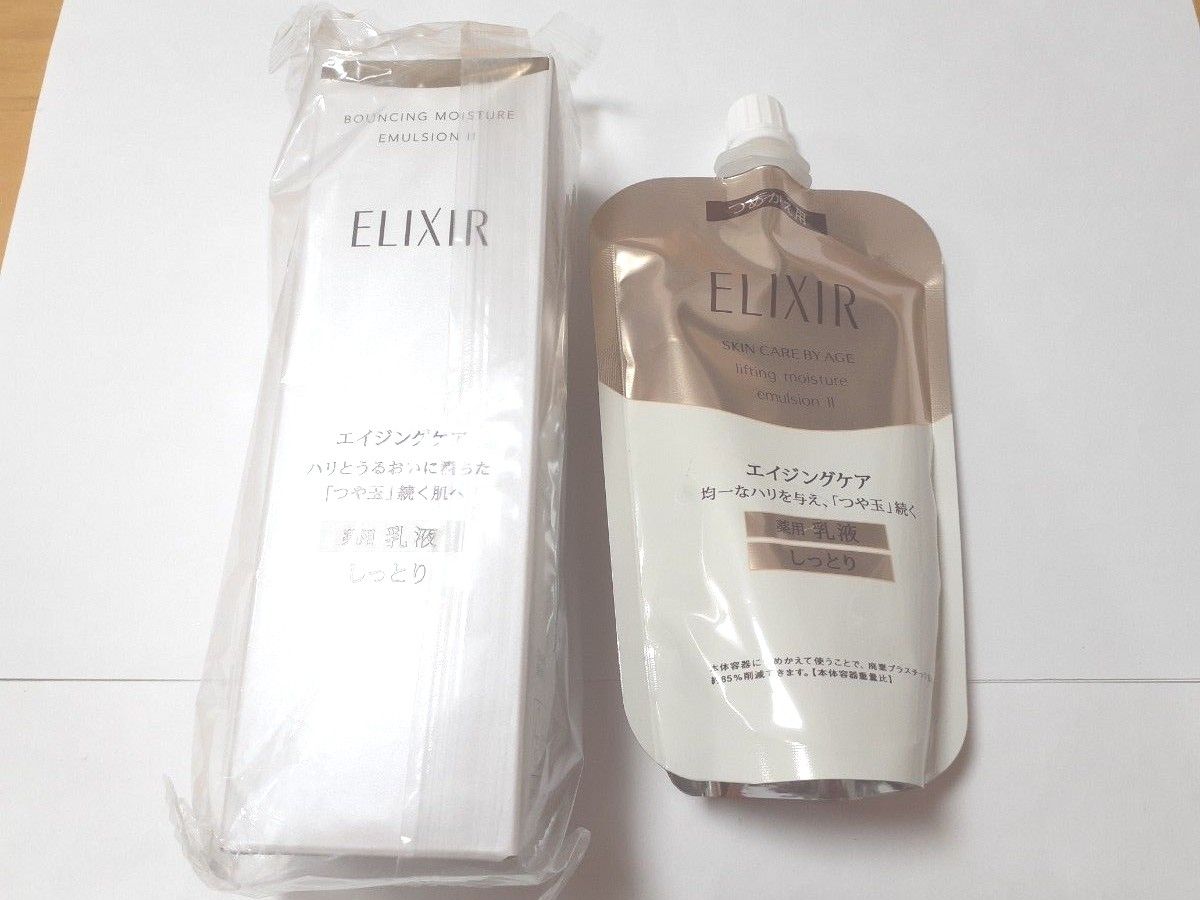 BOUNCING MOISTURE
EMULSION II
ELIXIR
エイジングケア
ハリとうるおいに満ちた
「つや玉」続く肌へ
薬用 乳液
しっとり
つめかえ用
ELIXIR
SKIN CARE BY AGE
lifting moisture
emulsion II
エイジングケア
均一なハリを与え、「つや玉」続く
薬用 乳液
しっとり
本体容器につめかえて使うことで、廃棄プラスチックを
約85%削減できます。【本体容器重量比】